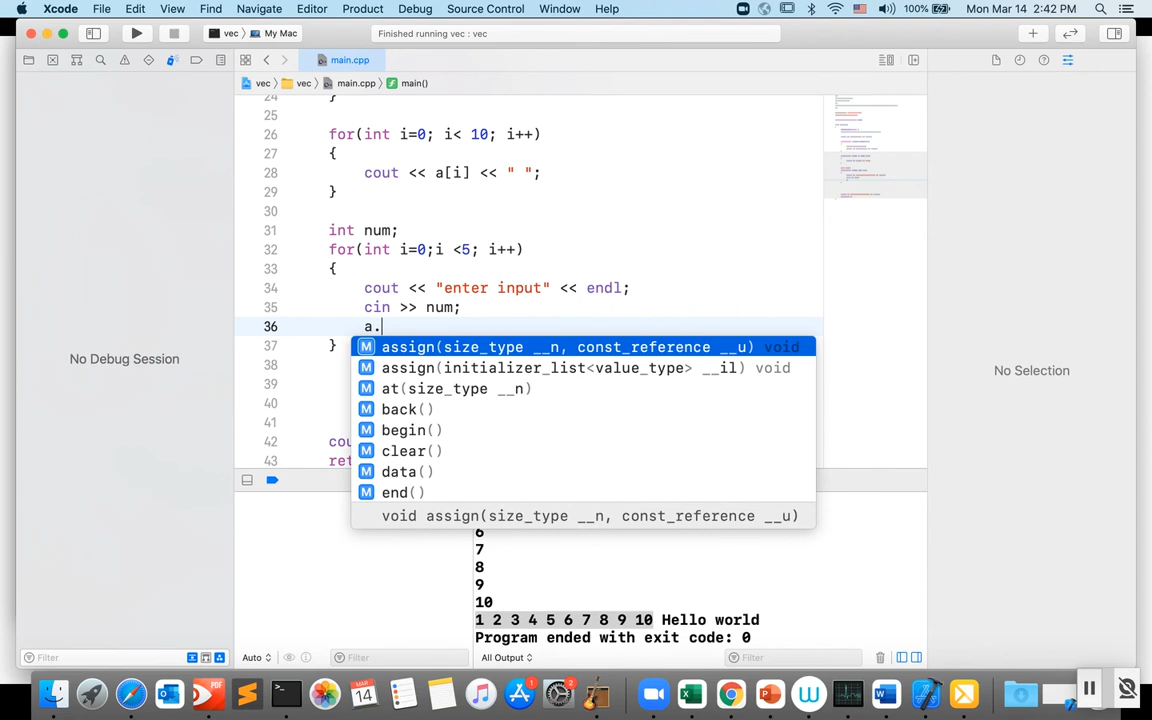 Xcode File Edit View Find Navigate Editor Product Debug Source Control Window Help 100% Mon Mar 14 2:42 PM
vec My Mac Finished running vec : vec
main.cpp
vec vec main.cpp main()
24 }
25
26 for(int i=0; i< 10; i++)
27 {
28 cout << a[i] << " ";
29 }
30
31 int num;
32 for(int i=0;i <5; i++)
33 {
34 cout << "enter input" << endl;
35 cin >> num;
36 a.
37 }
38
39
40
41
42 cou
43 ret
M assign(size_type __n, const_reference __u) void
M assign(initializer_list<value_type> __il) void
M at(size_type __n)
M back()
M begin()
M clear()
M data()
M end()
void assign(size_type __n, const_reference __u)
No Debug Session
No Selection
6
7
8
9
10
1 2 3 4 5 6 7 8 9 10 Hello world
Program ended with exit code: 0
Filter Auto Filter All Output Filter
MAR 14